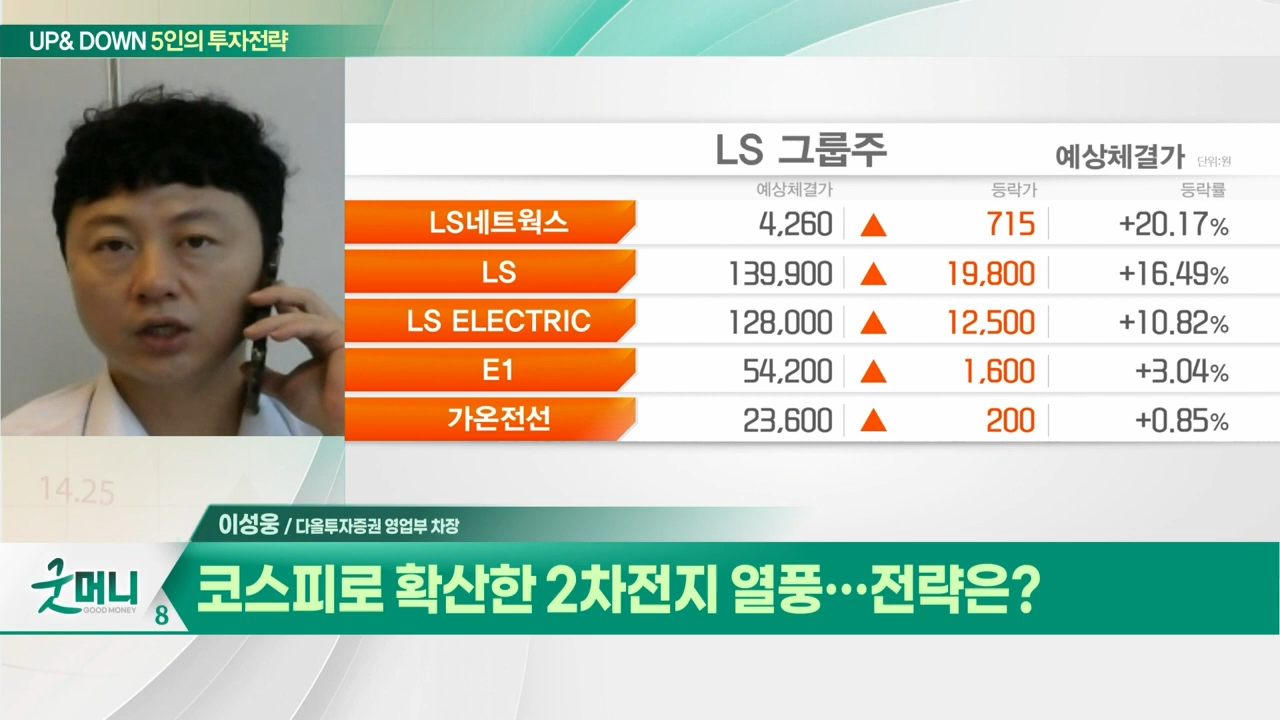 UP& DOWN 5인의 투자전략
LS 그룹주 예상체결가 단위:원
예상체결가 등락가 등락률
LS네트웍스 4,260 ▲ 715 +20.17%
LS 139,900 ▲ 19,800 +16.49%
LS ELECTRIC 128,000 ▲ 12,500 +10.82%
E1 54,200 ▲ 1,600 +3.04%
가온전선 23,600 ▲ 200 +0.85%
14.25
이성웅 / 다올투자증권 영업부 차장
굿머니
GOOD MONEY
8
코스피로 확산한 2차전지 열풍…전략은?